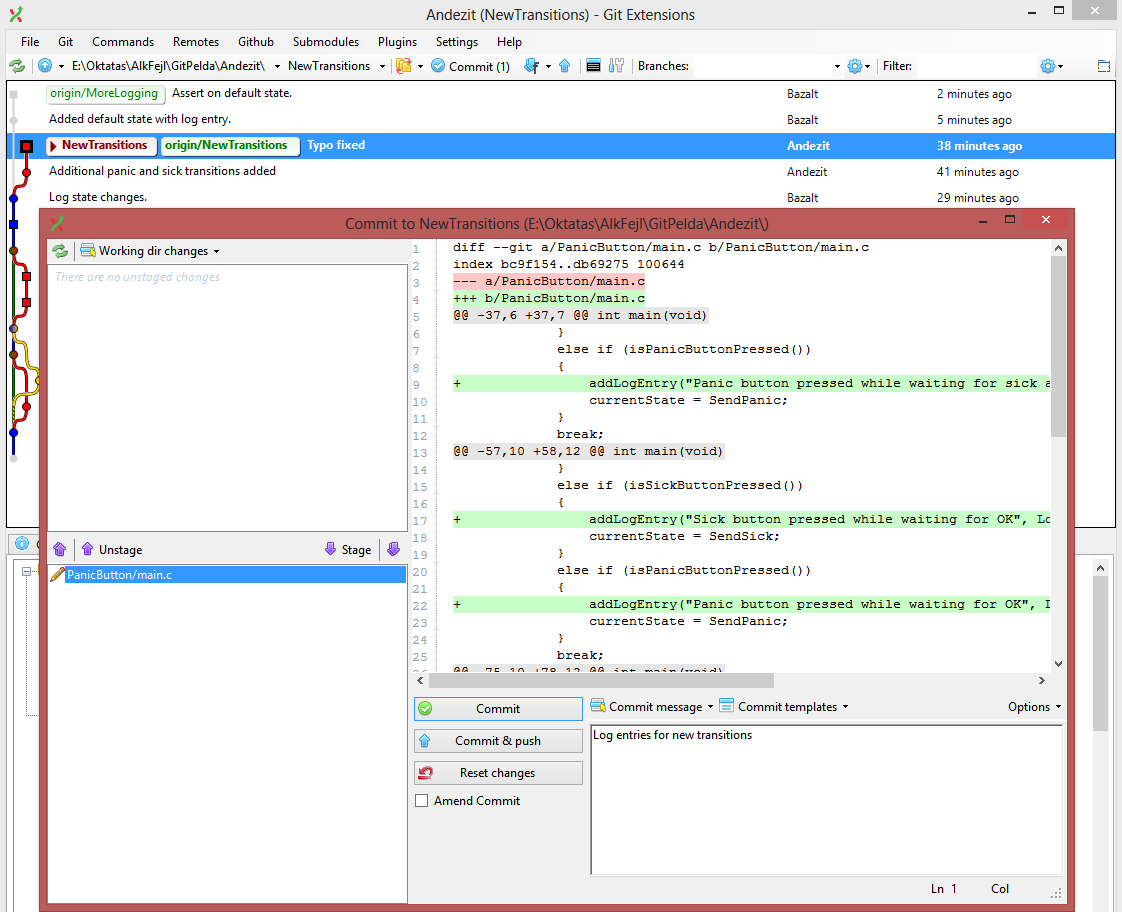 Andezit (NewTransitions) - Git Extensions
File Git Commands Remotes Github Submodules Plugins Settings Help
E:\Oktatas\AlkFejl\GitPelda\Andezit\ NewTransitions Commit (1) Branches: Filter:
origin/MoreLogging Assert on default state. Bazalt 2 minutes ago
Added default state with log entry. Bazalt 5 minutes ago
NewTransitions origin/NewTransitions Typo fixed Andezit 38 minutes ago
Additional panic and sick transitions added Andezit 41 minutes ago
Log state changes. Bazalt 29 minutes ago
Commit to NewTransitions (E:\Oktatas\AlkFejl\GitPelda\Andezit\)
Working dir changes
There are no unstaged changes
Unstage Stage
PanicButton/main.c
1 diff --git a/PanicButton/main.c b/PanicButton/main.c
2 index bc9f154..db69275 100644
3 --- a/PanicButton/main.c
4 +++ b/PanicButton/main.c
5 @@ -37,6 +37,7 @@ int main(void)
6 }
7 else if (isPanicButtonPressed())
8 {
9 + addLogEntry("Panic button pressed while waiting for sick a
10 currentState = SendPanic;
11 }
12 break;
13 @@ -57,10 +58,12 @@ int main(void)
14 }
15 else if (isSickButtonPressed())
16 {
17 + addLogEntry("Sick button pressed while waiting for OK", Lo
18 currentState = SendSick;
19 }
20 else if (isPanicButtonPressed())
21 {
22 + addLogEntry("Panic button pressed while waiting for OK", L
23 currentState = SendPanic;
24 }
25 break;
26 @@ -75,10 +78,12 @@ int main(void)
Commit
Commit & push
Reset changes
Amend Commit
Commit message Commit templates Options
Log entries for new transitions
Ln 1 Col